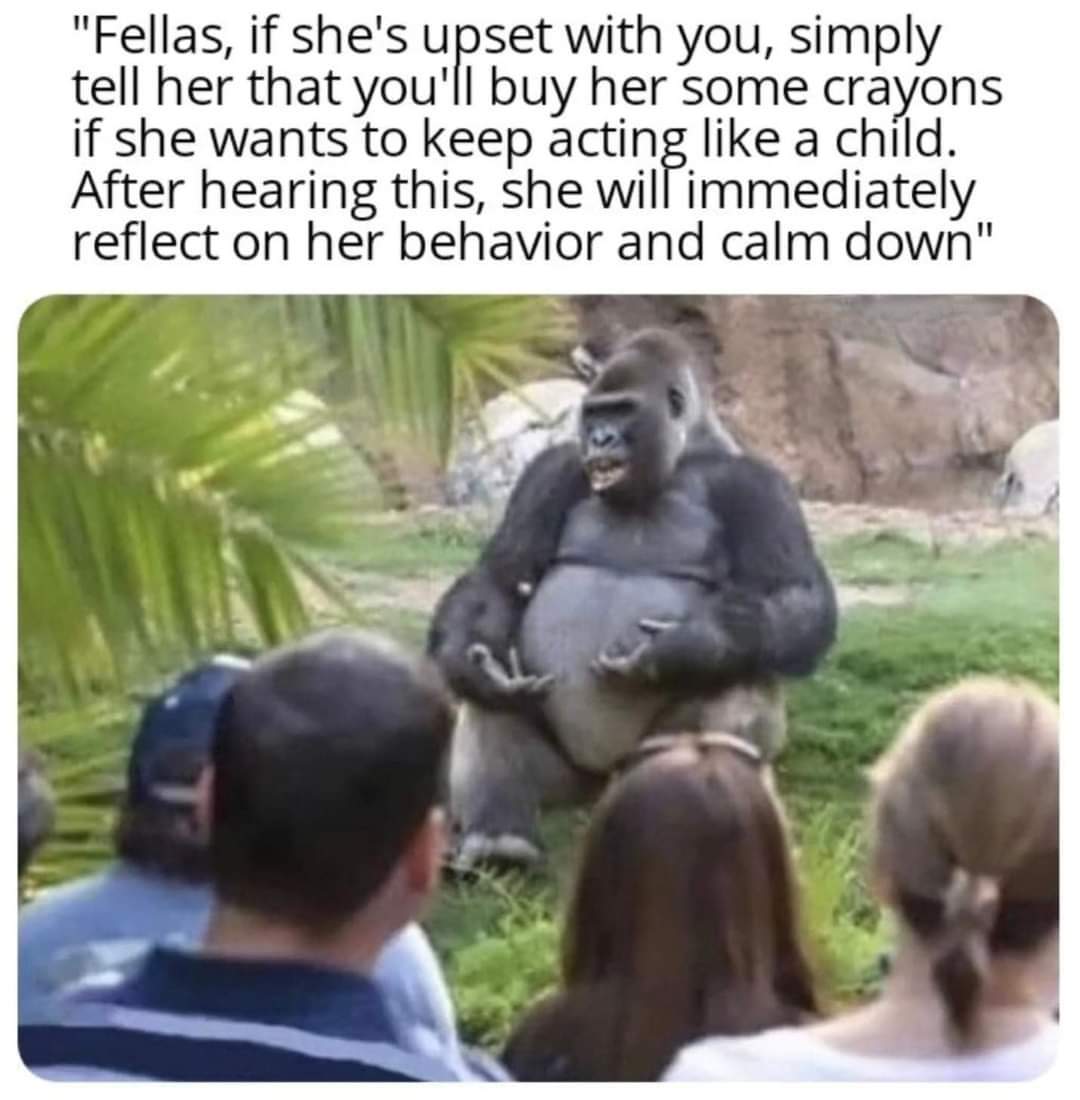 "Fellas, if she's upset with you, simply
tell her that you'll buy her some crayons
if she wants to keep acting like a child.
After hearing this, she will immediately
reflect on her behavior and calm down"